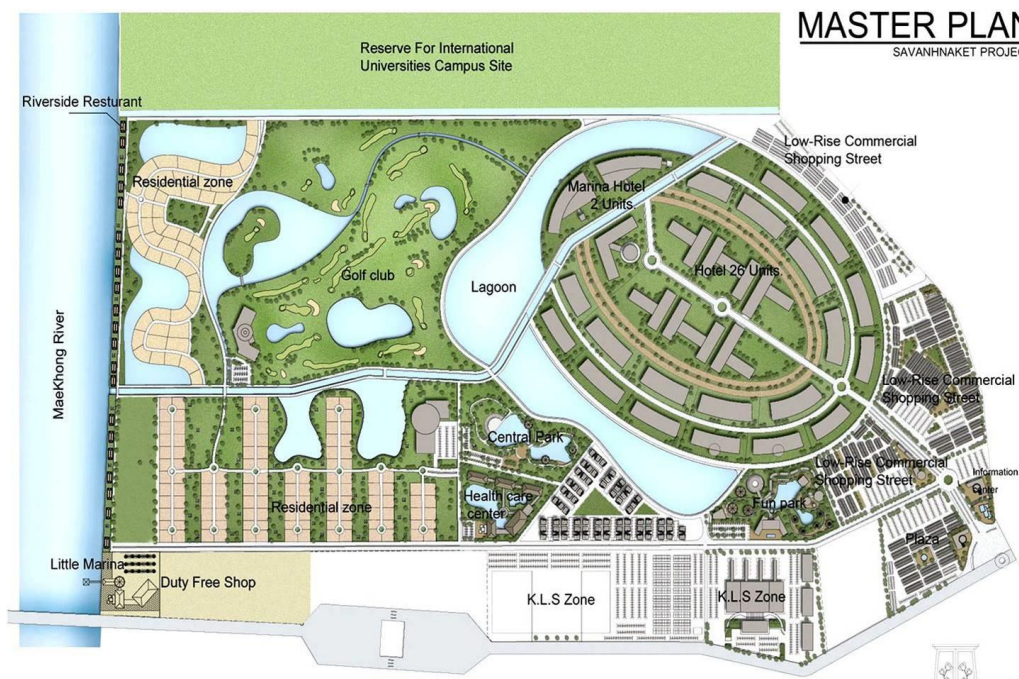 MASTER PLAN
SAVANHNAKET PROJEC
Reserve For International
Universities Campus Site
Riverside Resturant
Low-Rise Commercial
Shopping Street
Residential zone
Marina Hotel
2 Units.
Golf club
Lagoon
Hotel 26 Units.
MaeKhong River
Low-Rise Commercial
Shopping Street
Central Park
Low-Rise Commercial
Shopping Street
Information
Center
Health care
center
Residential zone
Fun park
Plaza
Little Marina
Duty Free Shop
K.L.S Zone
K.L.S Zone